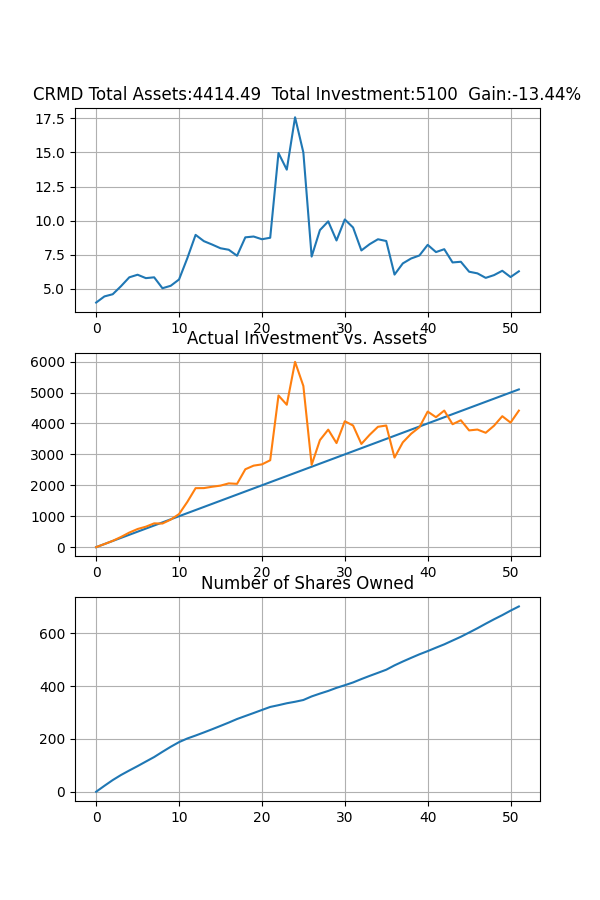 CRMD Total Assets:4414.49  Total Investment:5100  Gain:-13.44%
17.5
15.0
12.5
10.0
7.5
5.0
0 10 20 30 40 50
Actual Investment vs. Assets
6000
5000
4000
3000
2000
1000
0
0 10 20 30 40 50
Number of Shares Owned
600
400
200
0
0 10 20 30 40 50